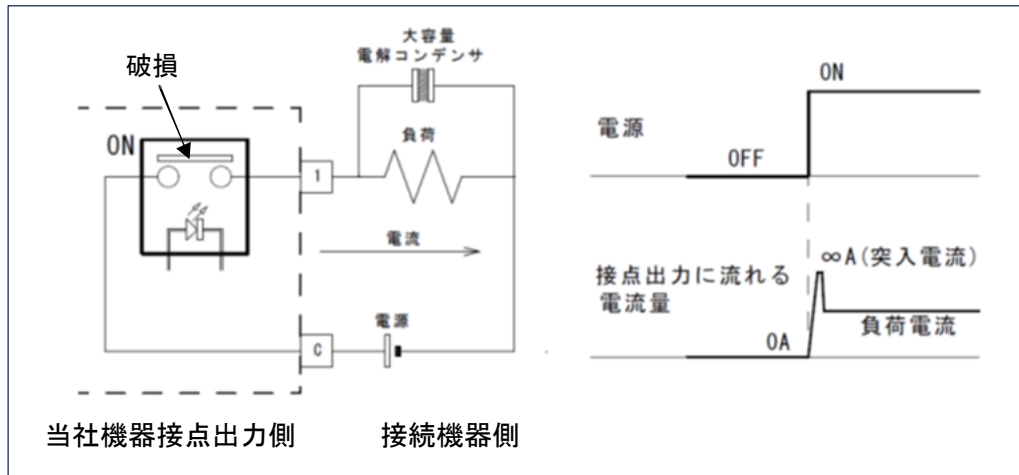 大容量
電解コンデンサ
破損
ON
負荷
1
電流
電源
C
当社機器接点出力側
接続機器側
ON
電源
OFF
∞A(突入電流)
接点出力に流れる
電流量
負荷電流
0A